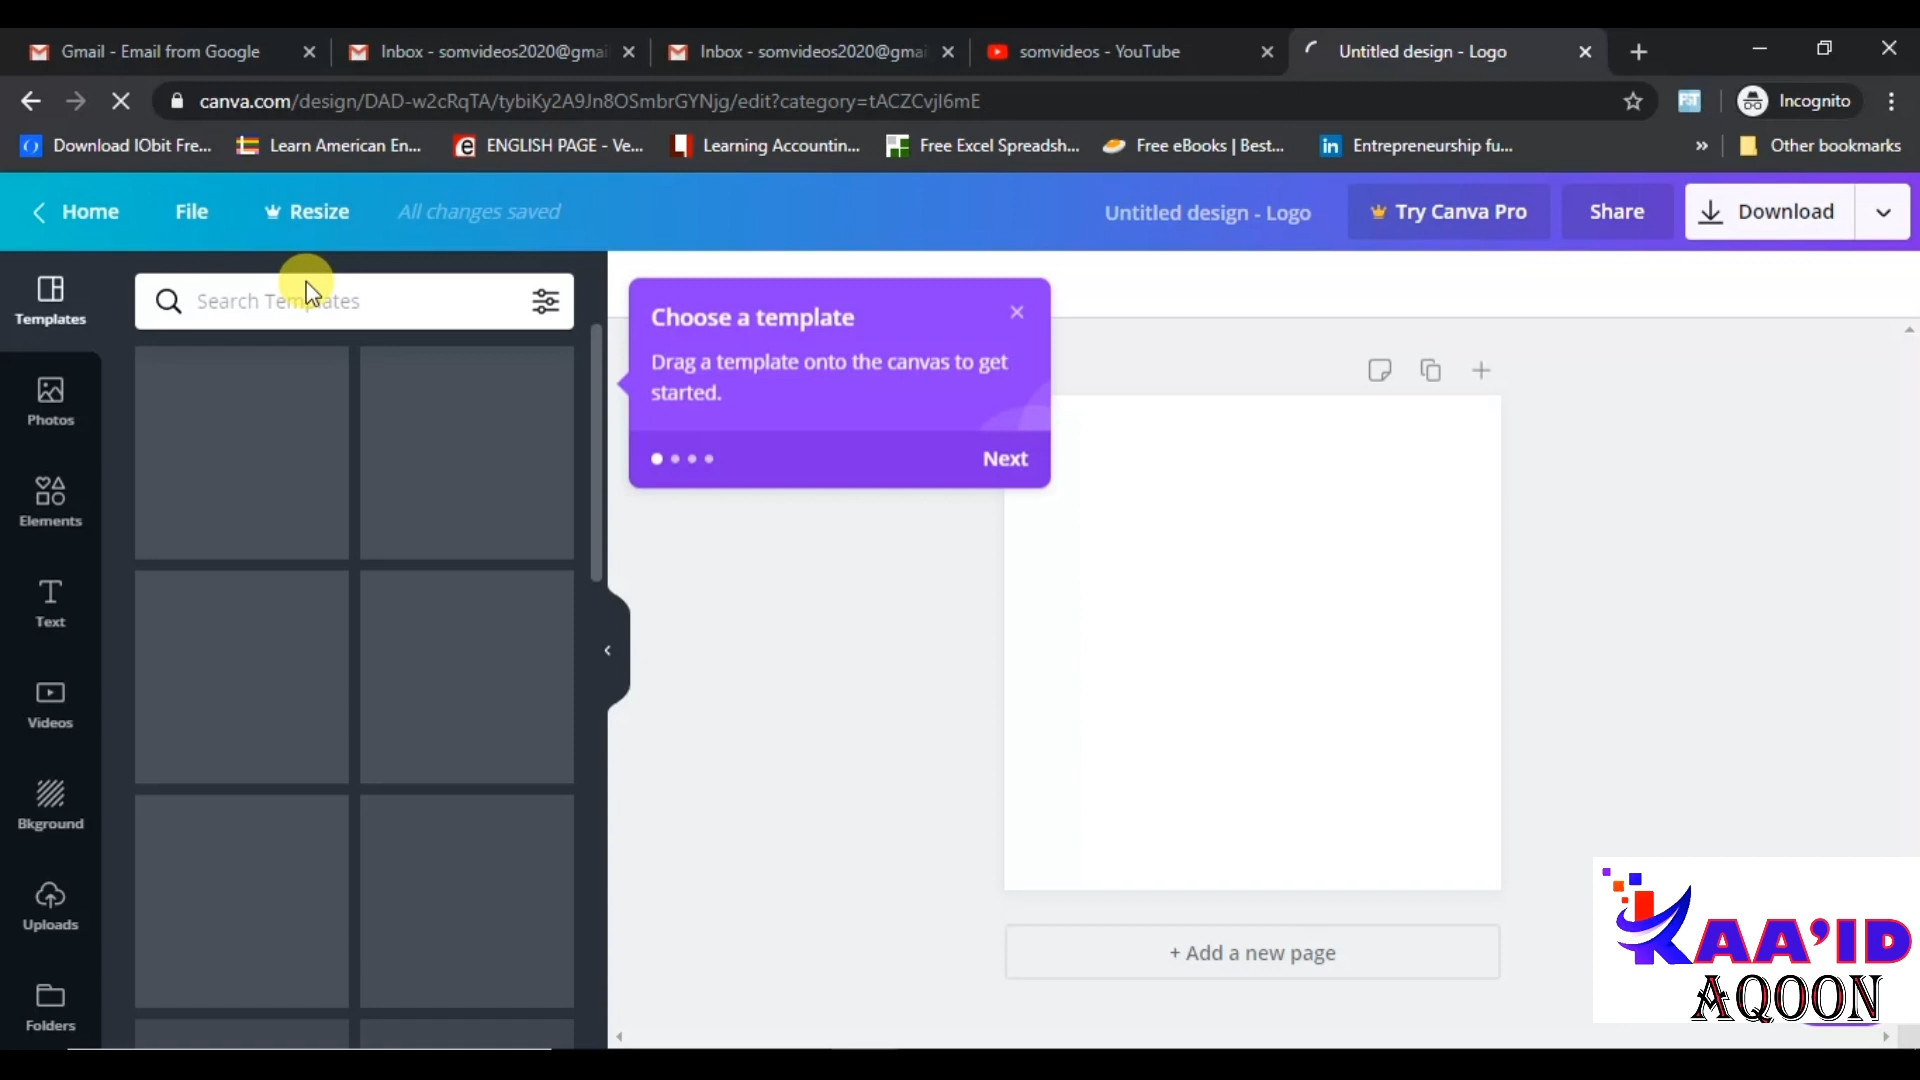 Gmail - Email from Google
Inbox - somvideos2020@gmai
Inbox - somvideos2020@gmai
somvideos - YouTube
Untitled design - Logo
canva.com/design/DAD-w2cRqTA/tybiKy2A9Jn8OSmbrGYNjg/edit?category=tACZCvjI6mE
Incognito
Download IObit Fre...
Learn American En...
ENGLISH PAGE - Ve...
Learning Accountin...
Free Excel Spreadsh...
Free eBooks | Best...
Entrepreneurship fu...
Other bookmarks
Home
File
Resize
All changes saved
Untitled design - Logo
Try Canva Pro
Share
Download
Templates
Photos
Elements
Text
Videos
Bkground
Uploads
Folders
Search Templates
Choose a template
Drag a template onto the canvas to get
started.
Next
+ Add a new page
KAA'ID
AQOON